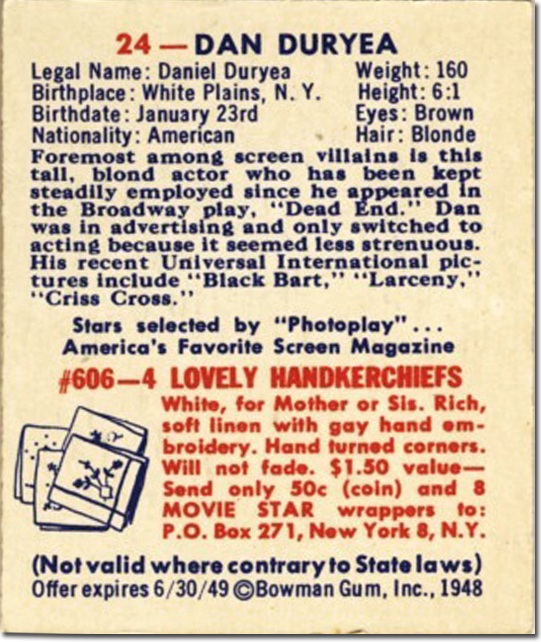 24 — DAN DURYEA
Legal Name: Daniel Duryea Weight: 160
Birthplace: White Plains, N. Y. Height: 6:1
Birthdate: January 23rd Eyes: Brown
Nationality: American Hair: Blonde
Foremost among screen villains is this
tall, blond actor who has been kept
steadily employed since he appeared in
the Broadway play, "Dead End." Dan
was in advertising and only switched to
acting because it seemed less strenuous.
His recent Universal International pic-
tures include "Black Bart," "Larceny,"
"Criss Cross."
Stars selected by "Photoplay" ...
America's Favorite Screen Magazine
#606—4 LOVELY HANDKERCHIEFS
White, for Mother or Sis. Rich,
soft linen with gay hand em-
broidery. Hand turned corners.
Will not fade. $1.50 value—
Send only 50c (coin) and 8
MOVIE STAR wrappers to:
P.O. Box 271, New York 8, N.Y.
(Not valid where contrary to State laws)
Offer expires 6/30/49 ©Bowman Gum, Inc., 1948